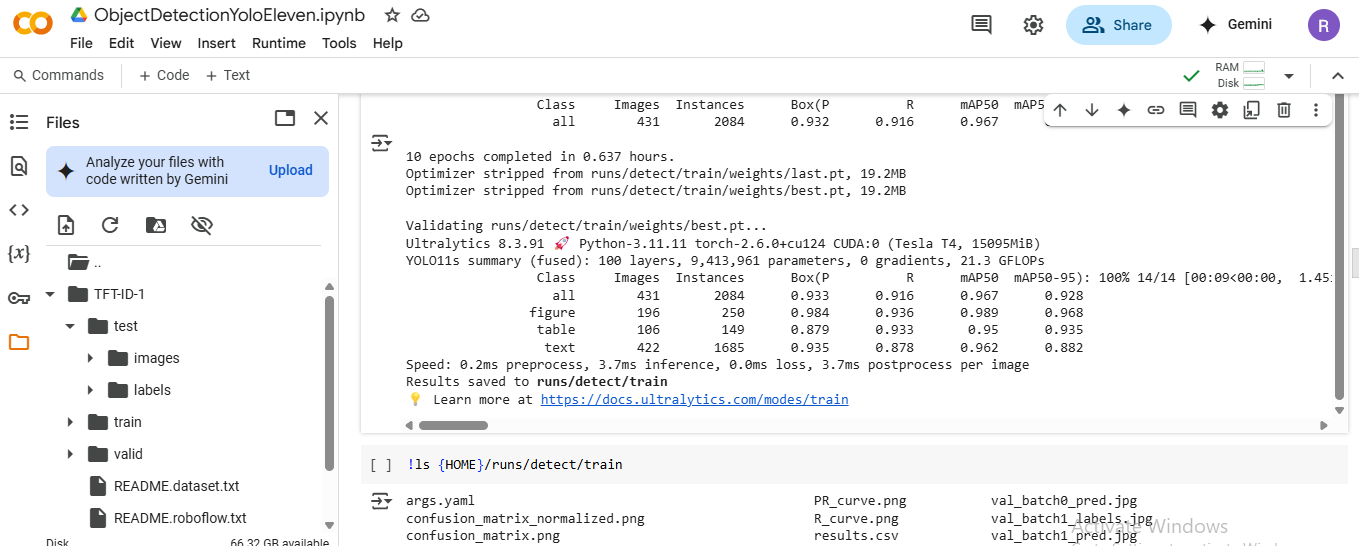 CO ObjectDetectionYoloEleven.ipynb
File Edit View Insert Runtime Tools Help
Share
Gemini
R
Commands + Code + Text
RAM
Disk
Files
Analyze your files with
code written by Gemini
Upload
{x}
..
TFT-ID-1
test
images
labels
train
valid
README.dataset.txt
README.roboflow.txt
Disk 66.32 GB available
Class Images Instances Box(P R mAP50 mAP5
all 431 2084 0.932 0.916 0.967
10 epochs completed in 0.637 hours.
Optimizer stripped from runs/detect/train/weights/last.pt, 19.2MB
Optimizer stripped from runs/detect/train/weights/best.pt, 19.2MB
Validating runs/detect/train/weights/best.pt...
Ultralytics 8.3.91 🚀 Python-3.11.11 torch-2.6.0+cu124 CUDA:0 (Tesla T4, 15095MiB)
YOLO11s summary (fused): 100 layers, 9,413,961 parameters, 0 gradients, 21.3 GFLOPs
Class Images Instances Box(P R mAP50 mAP50-95): 100% 14/14 [00:09<00:00, 1.45
all 431 2084 0.933 0.916 0.967 0.928
figure 196 250 0.984 0.936 0.989 0.968
table 106 149 0.879 0.933 0.95 0.935
text 422 1685 0.935 0.878 0.962 0.882
Speed: 0.2ms preprocess, 3.7ms inference, 0.0ms loss, 3.7ms postprocess per image
Results saved to runs/detect/train
💡 Learn more at https://docs.ultralytics.com/modes/train
[ ] !ls {HOME}/runs/detect/train
args.yaml PR_curve.png val_batch0_pred.jpg
confusion_matrix_normalized.png R_curve.png val_batch1_labels.jpg
confusion_matrix.png results.csv val_batch1_pred.jpg
Activate Windows